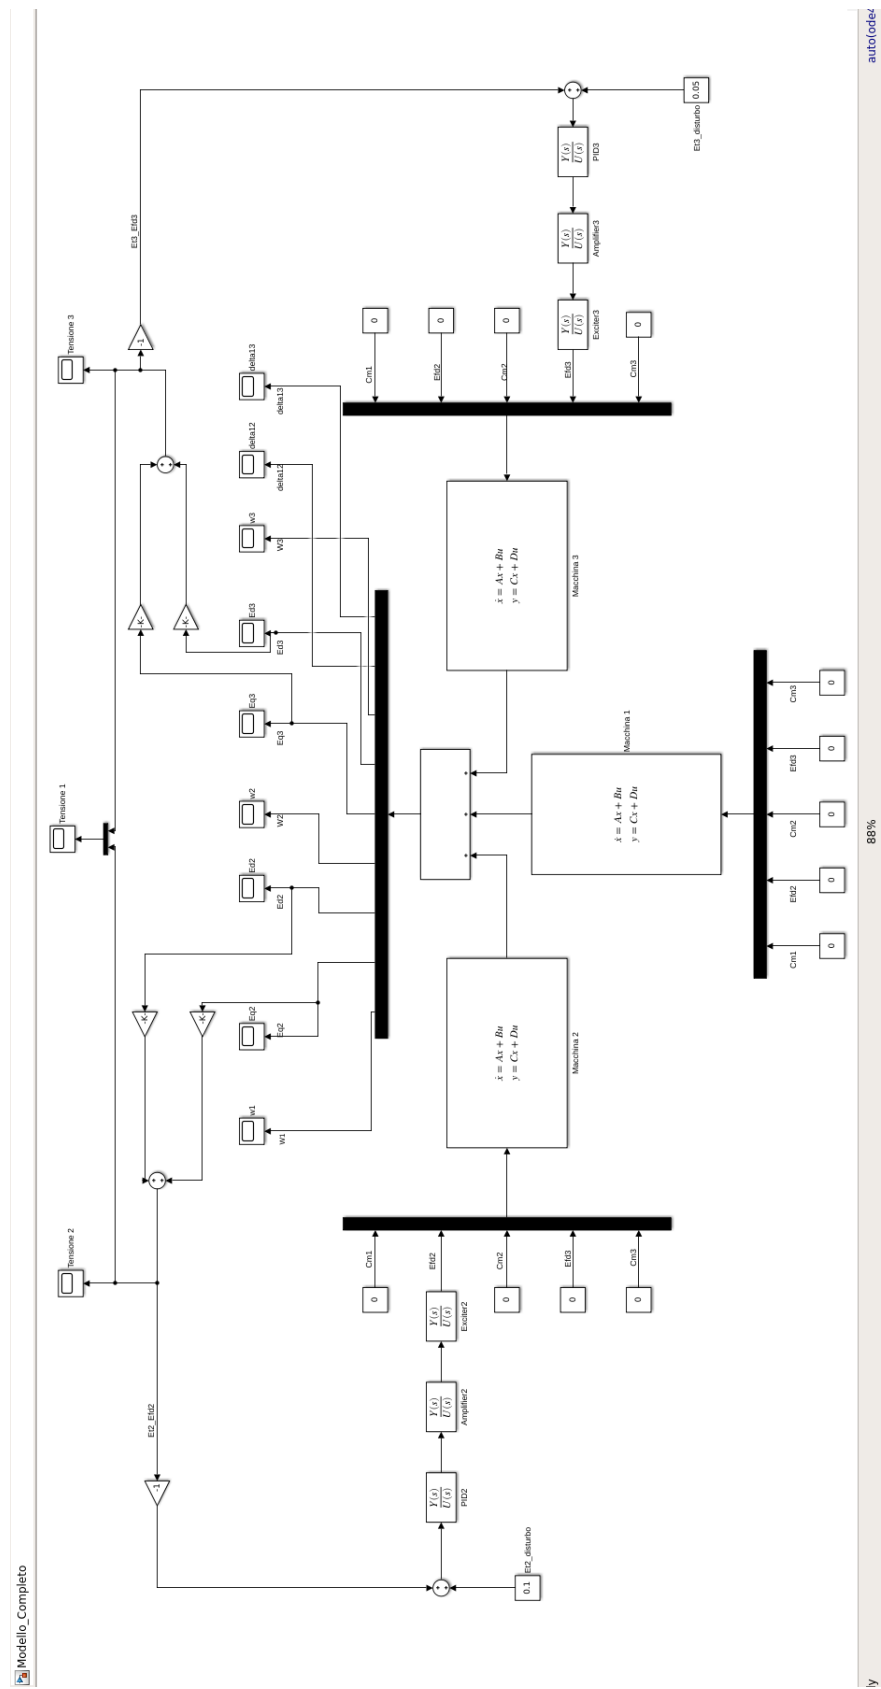 Modello_Completo
Tensione 1
Tensione 2
Tensione 3
Et3_Efd3
-1
-K-
-K-
Et2_Efd2
-1
-K-
-K-
w1
Eq2
Ed2
w2
Eq3
Ed3
w3
delta12
delta13
w1
Eq2
Ed2
W2
Eq3
Ed3
W3
delta12
delta13
0
Cm1
Cm1
0
Y(s)
U(s)
PID2
Y(s)
U(s)
Amplifier2
Y(s)
U(s)
Exciter2
Efd2
Efd2
0
0
Cm2
ẋ = Ax + Bu
y = Cx + Du
Macchina 2
ẋ = Ax + Bu
y = Cx + Du
Macchina 3
Cm2
0
0.1
Et2_disturbo
0
Efd3
Efd3
Y(s)
U(s)
Exciter3
Y(s)
U(s)
Amplifier3
Y(s)
U(s)
PID3
0
Cm3
ẋ = Ax + Bu
y = Cx + Du
Macchina 1
Cm3
0
Et3_disturbo
0.05
Cm1
Efd2
Cm2
Efd3
Cm3
0
0
0
0
0
88%